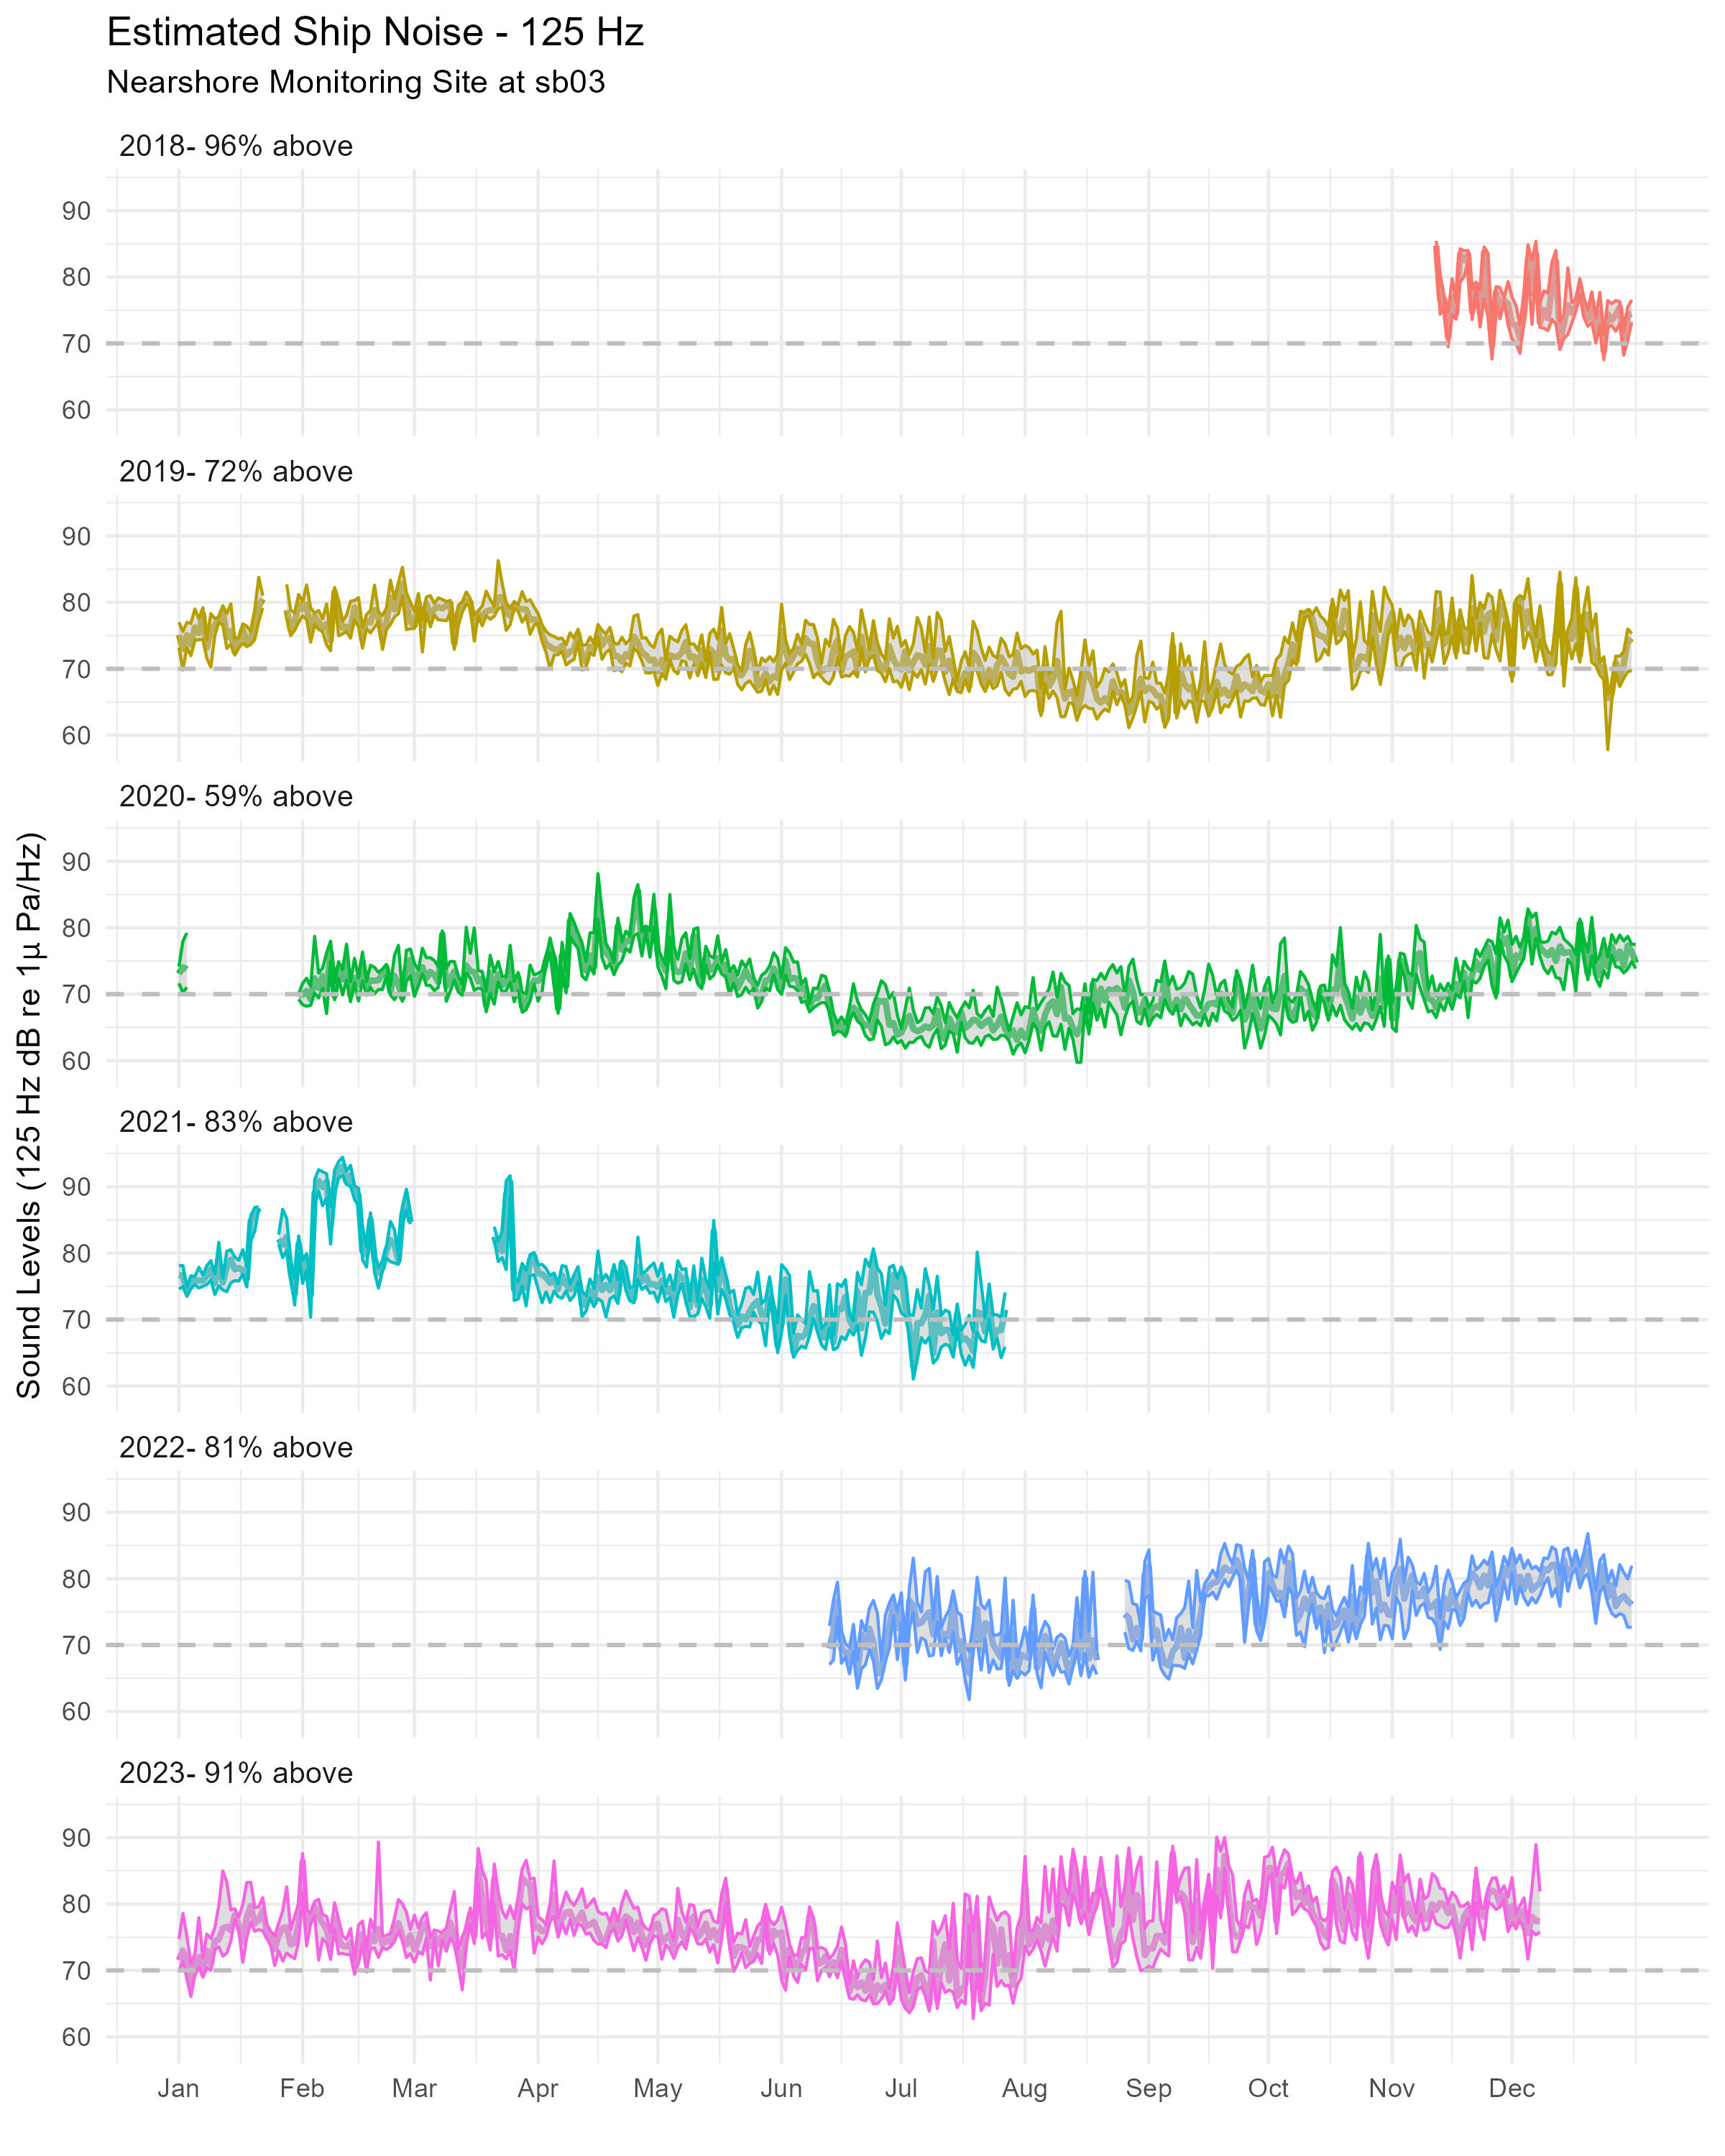 Estimated Ship Noise - 125 Hz
Nearshore Monitoring Site at sb03
2018- 96% above
90
80
70
60
2019- 72% above
90
80
70
60
2020- 59% above
90
80
70
60
2021- 83% above
90
80
70
60
2022- 81% above
90
80
70
60
2023- 91% above
90
80
70
60
Sound Levels (125 Hz dB re 1µ Pa/Hz)
Jan Feb Mar Apr May Jun Jul Aug Sep Oct Nov Dec